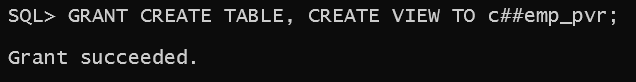 SQL> GRANT CREATE TABLE, CREATE VIEW TO c##emp_pvr;
Grant succeeded.